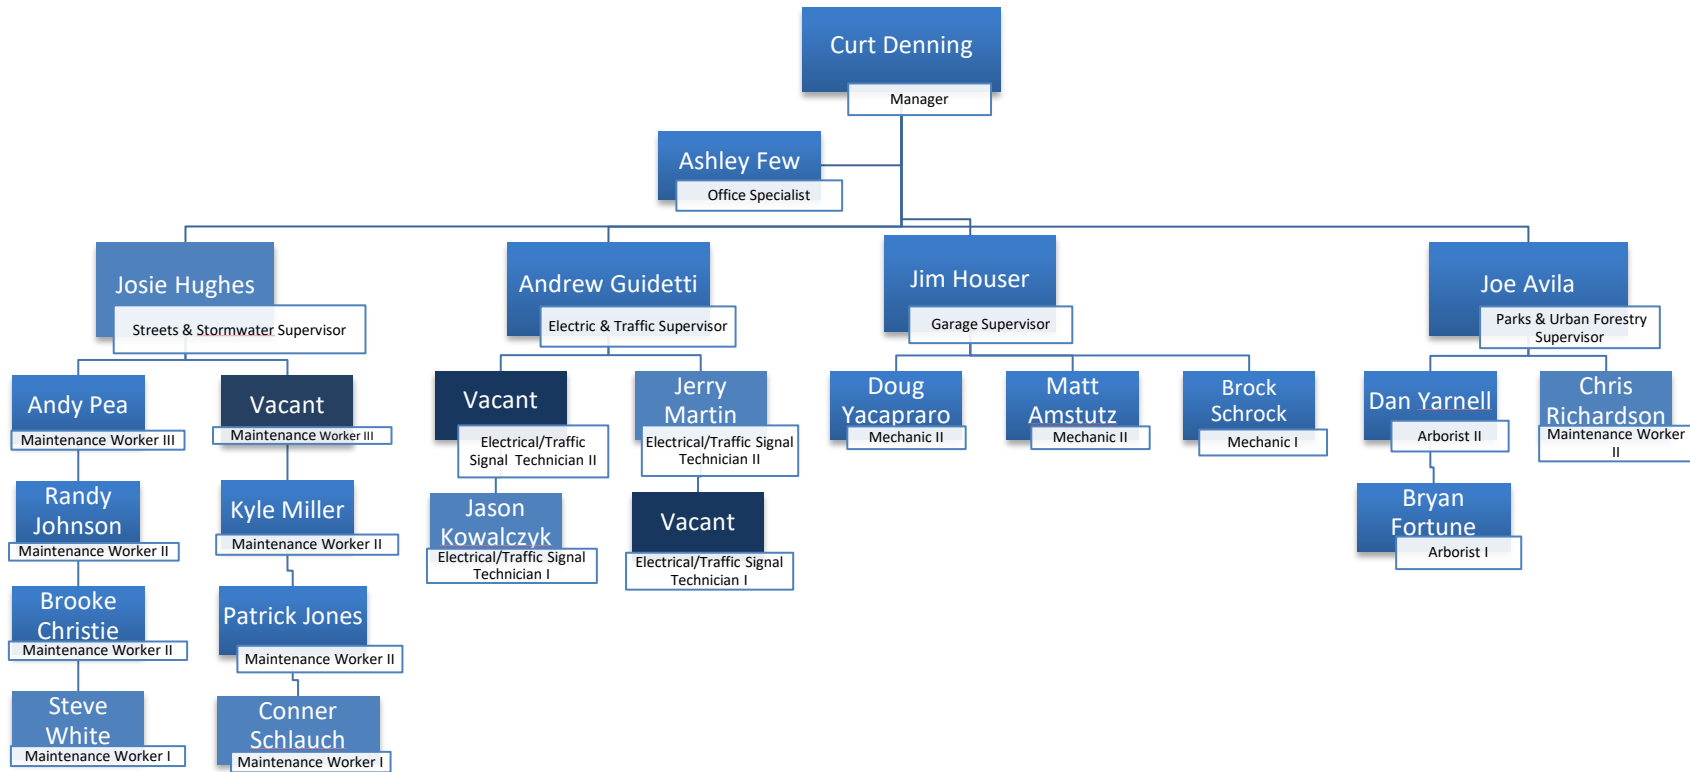 Curt Denning
Manager
Ashley Few
Office Specialist
Josie Hughes
Streets & Stormwater Supervisor
Andrew Guidetti
Electric & Traffic Supervisor
Jim Houser
Garage Supervisor
Joe Avila
Parks & Urban Forestry
Supervisor
Andy Pea
Maintenance Worker III
Vacant
Maintenance Worker III
Vacant
Electrical/Traffic
Signal Technician II
Jerry
Martin
Electrical/Traffic Signal
Technician II
Doug
Yacapraro
Mechanic II
Matt
Amstutz
Mechanic II
Brock
Schrock
Mechanic I
Dan Yarnell
Arborist II
Chris
Richardson
Maintenance Worker
II
Randy
Johnson
Maintenance Worker II
Kyle Miller
Maintenance Worker II
Jason
Kowalczyk
Electrical/Traffic Signal
Technician I
Vacant
Electrical/Traffic Signal
Technician I
Bryan
Fortune
Arborist I
Brooke
Christie
Maintenance Worker II
Patrick Jones
Maintenance Worker II
Steve
White
Maintenance Worker I
Conner
Schlauch
Maintenance Worker I